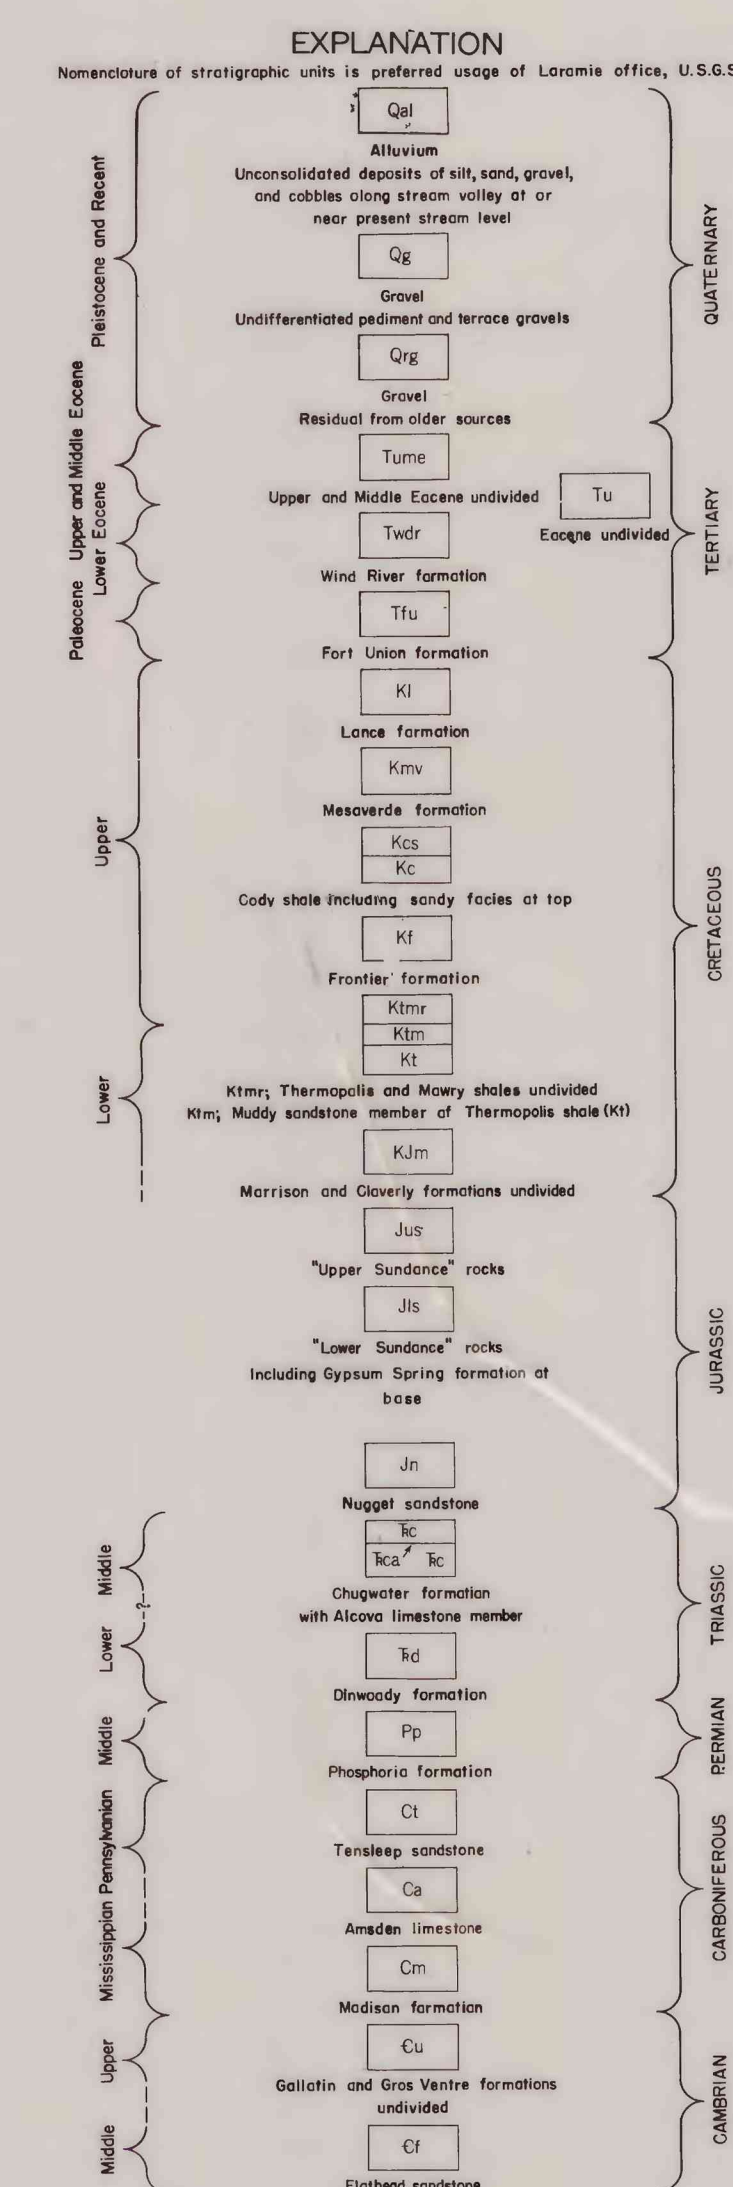 EXPLANATION
Nomenclature of stratigraphic units is preferred usage of Laramie office, U.S.G.S
Pleistocene and Recent
QUATERNARY
Qal
Alluvium
Unconsolidated deposits of silt, sand, gravel,
and cobbles along stream valley at or
near present stream level
Qg
Gravel
Undifferentiated pediment and terrace gravels
Qrg
Gravel
Residual from older sources
Upper and Middle Eocene
Lower Eocene
Paleocene
TERTIARY
Tume
Upper and Middle Eocene undivided
Tu
Eocene undivided
Twdr
Wind River formation
Tfu
Fort Union formation
Upper
Lower
CRETACEOUS
Kl
Lance formation
Kmv
Mesaverde formation
Kcs
Kc
Cody shale including sandy facies at top
Kf
Frontier formation
Ktmr
Ktm
Kt
Ktmr; Thermopolis and Mowry shales undivided
Ktm; Muddy sandstone member of Thermopolis shale (Kt)
KJm
Morrison and Cloverly formations undivided
JURASSIC
Jus
"Upper Sundance" rocks
Jls
"Lower Sundance" rocks
Including Gypsum Spring formation at
base
Jn
Nugget sandstone
Middle
-?-
Lower
TRIASSIC
Ꞧc
Ꞧca Ꞧc
Chugwater formation
with Alcova limestone member
Ꞧd
Dinwoody formation
Middle
PERMIAN
Pp
Phosphoria formation
Pennsylvanian
Mississippian
CARBONIFEROUS
Ct
Tensleep sandstone
Ca
Amsden limestone
Cm
Madison formation
Upper
Middle
CAMBRIAN
Єu
Gallatin and Gros Ventre formations
undivided
Єf
Flathead sandstone